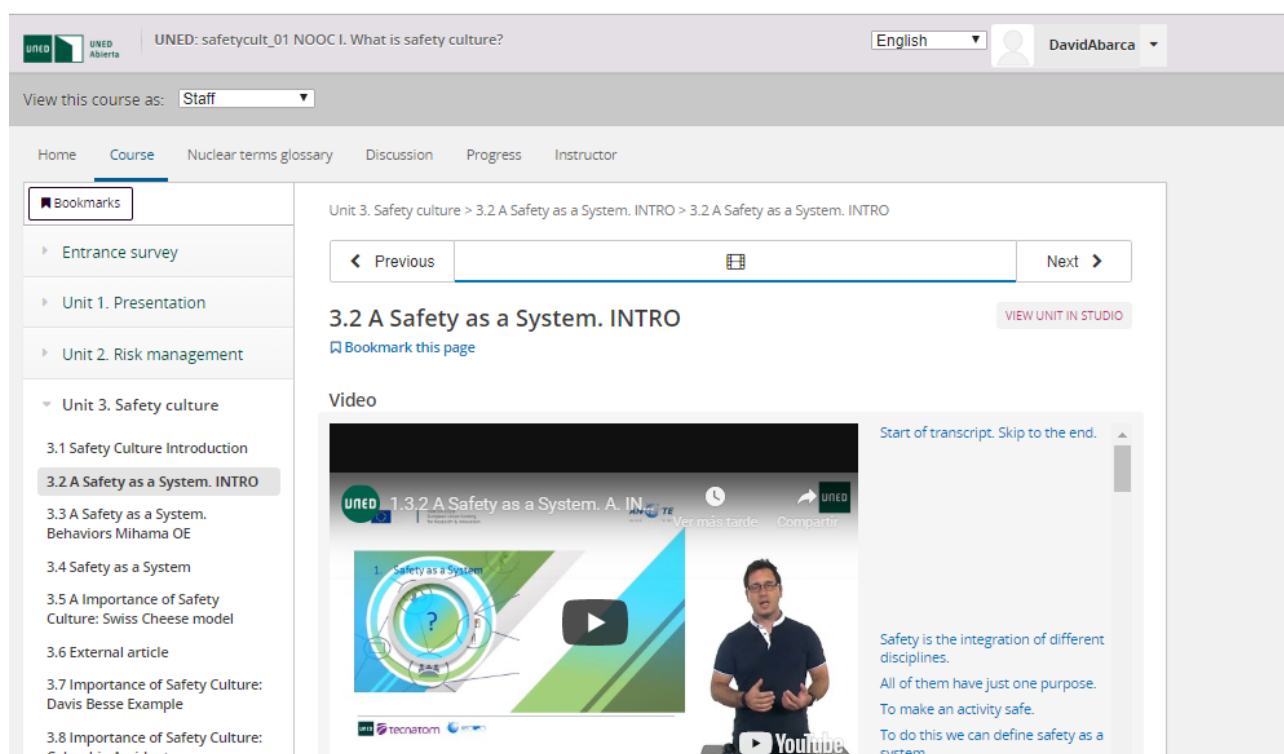 UNED
UNED
Abierta
UNED: safetycult_01 NOOC I. What is safety culture?
English
DavidAbarca
View this course as:
Staff
Home
Course
Nuclear terms glossary
Discussion
Progress
Instructor
Bookmarks
Entrance survey
Unit 1. Presentation
Unit 2. Risk management
Unit 3. Safety culture
3.1 Safety Culture Introduction
3.2 A Safety as a System. INTRO
3.3 A Safety as a System.
Behaviors Mihama OE
3.4 Safety as a System
3.5 A Importance of Safety
Culture: Swiss Cheese model
3.6 External article
3.7 Importance of Safety Culture:
Davis Besse Example
3.8 Importance of Safety Culture:
Unit 3. Safety culture > 3.2 A Safety as a System. INTRO > 3.2 A Safety as a System. INTRO
Previous
Next
3.2 A Safety as a System. INTRO
VIEW UNIT IN STUDIO
Bookmark this page
Video
UNED
1.3.2 A Safety as a System. A. IN...
Ver más tarde
Compartir
UNED
1. Safety as a System
?
UNED
tecnatom
YouTube
Start of transcript. Skip to the end.
Safety is the integration of different
disciplines.
All of them have just one purpose.
To make an activity safe.
To do this we can define safety as a
system